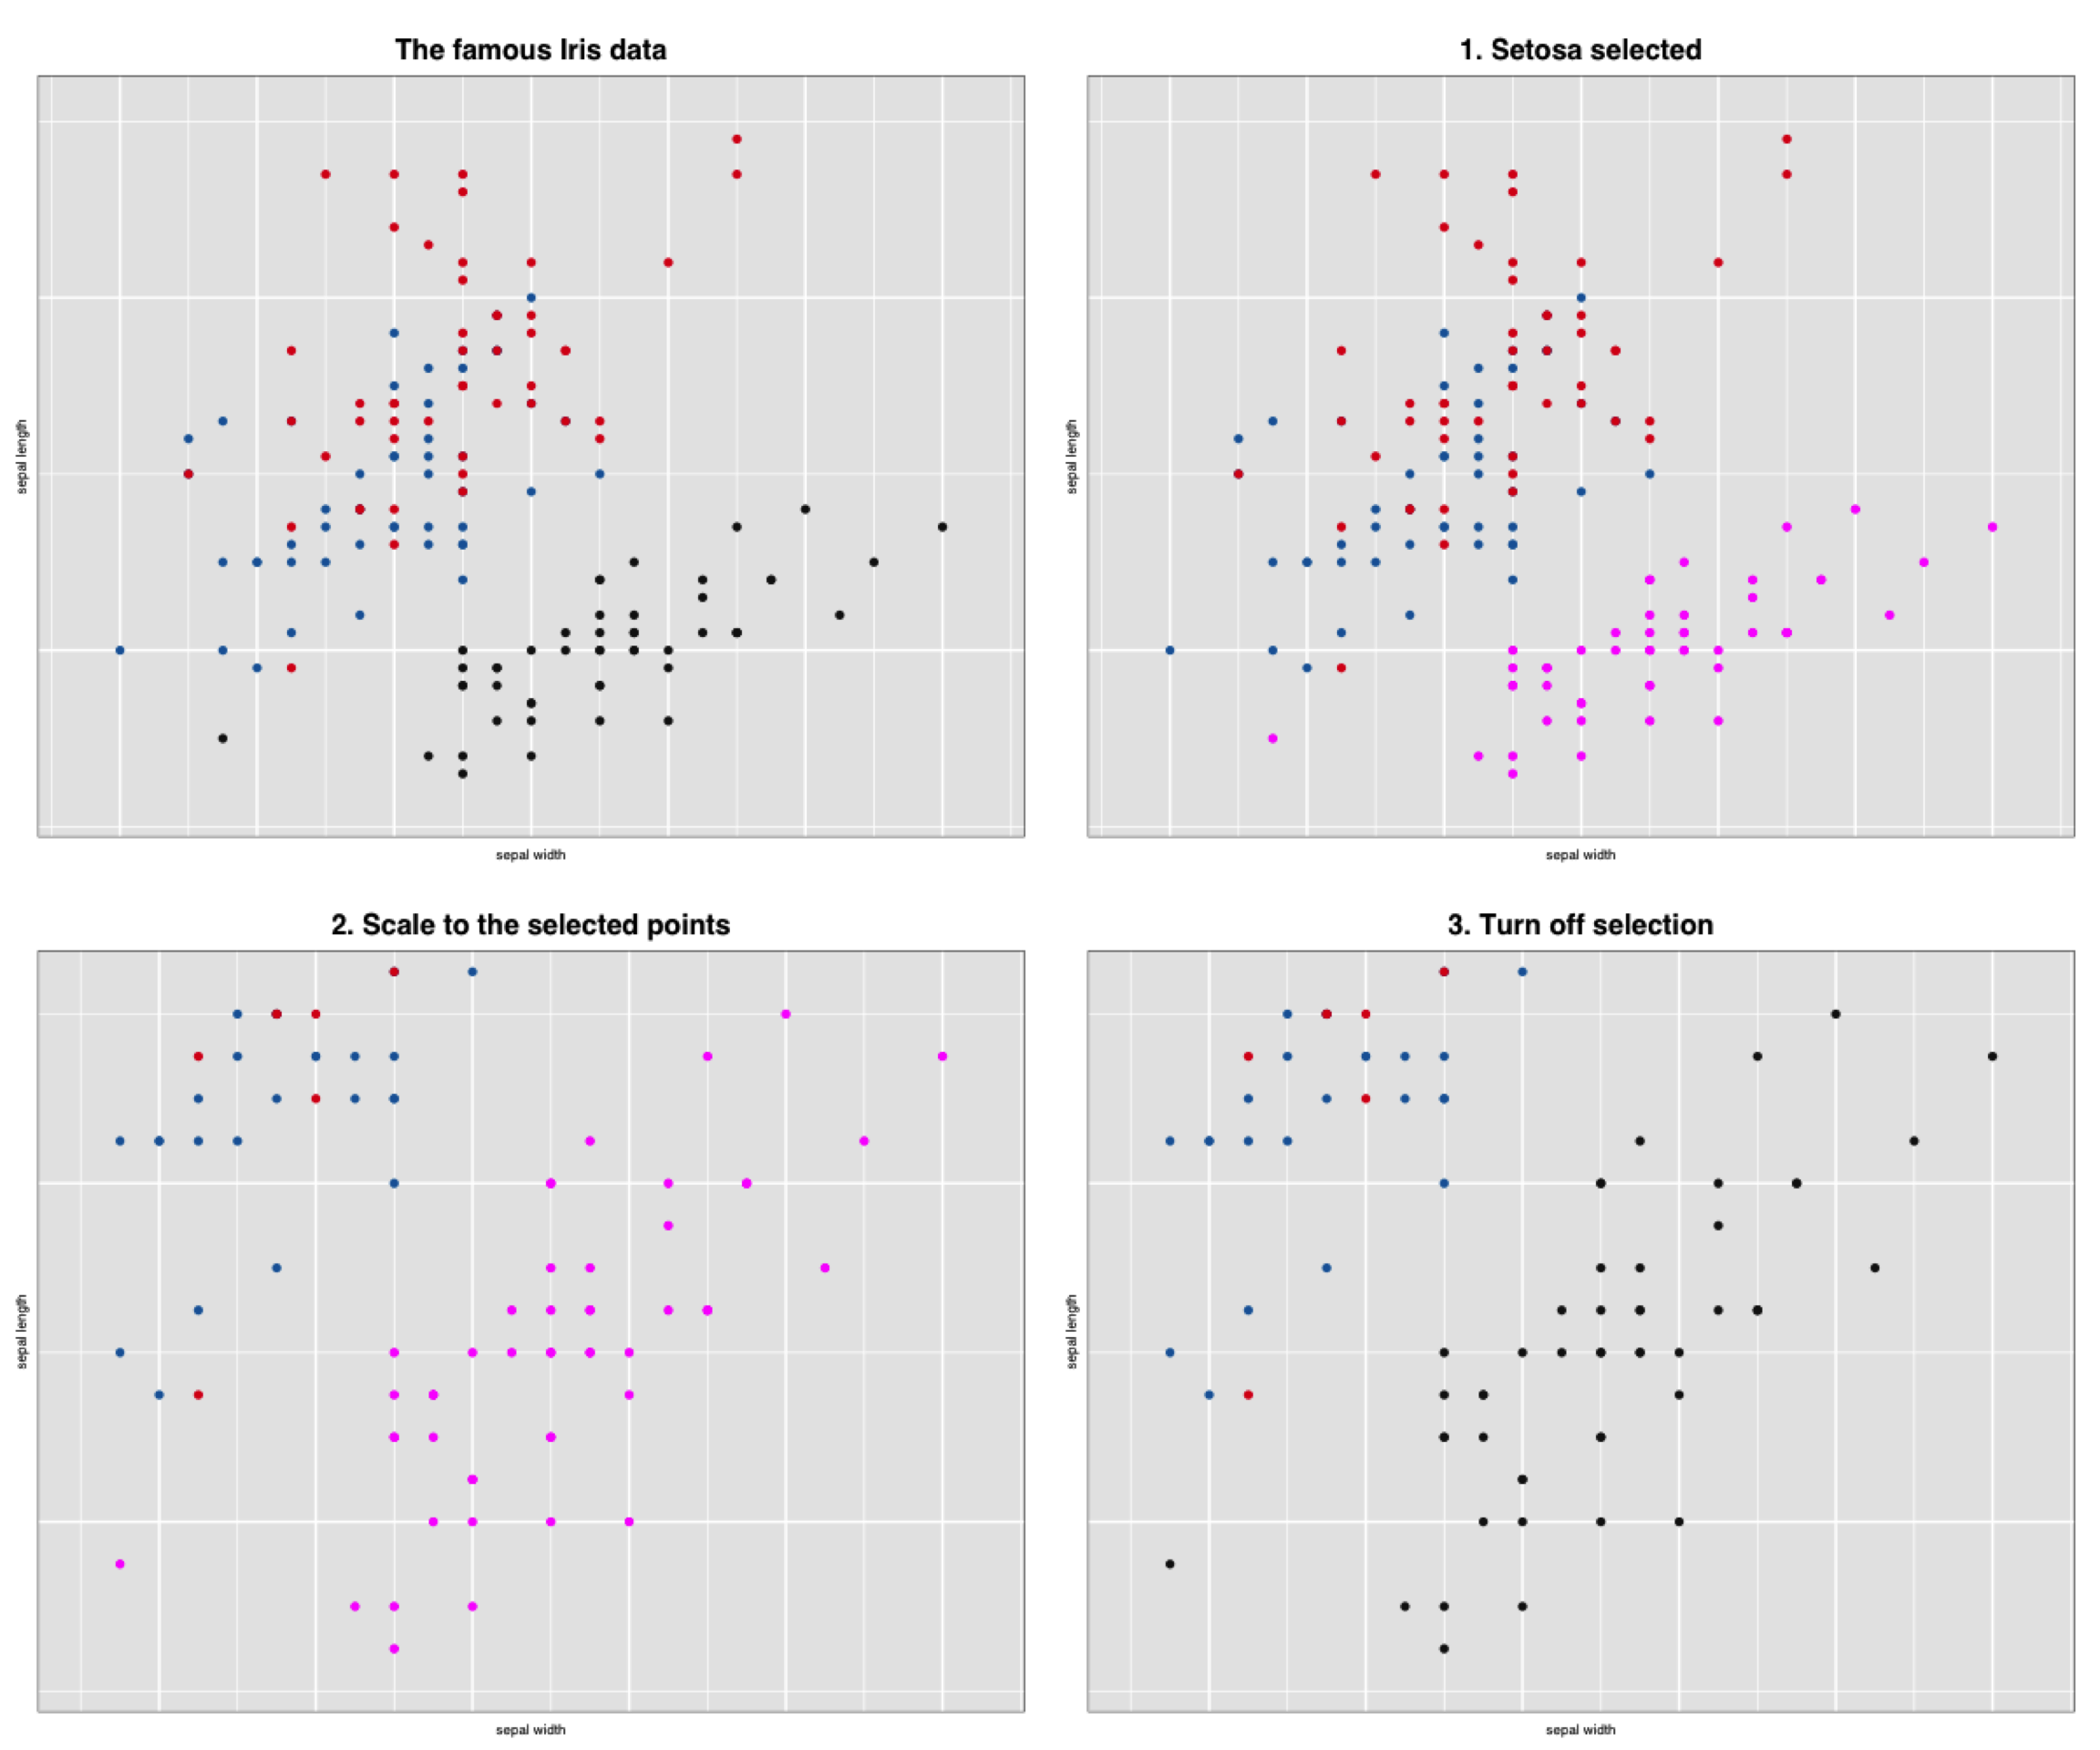 The famous Iris data
1. Setosa selected
sepal length
sepal length
sepal width
sepal width
2. Scale to the selected points
3. Turn off selection
sepal length
sepal length
sepal width
sepal width